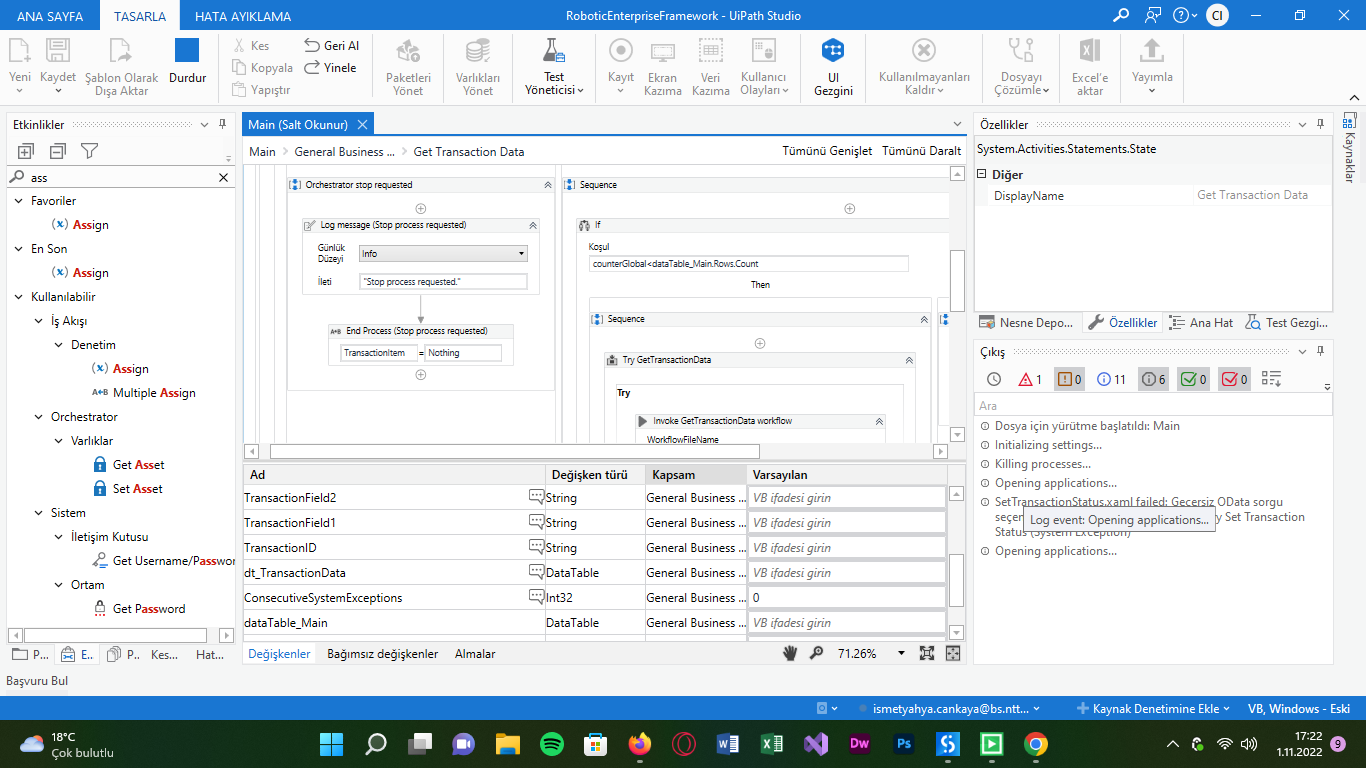 ANA SAYFA TASARLA HATA AYIKLAMA RoboticEnterpriseFramework - UiPath Studio CI
Yeni
Kaydet
Şablon Olarak
Dışa Aktar
Durdur
Kes
Kopyala
Yapıştır
Geri Al
Yinele
Paketleri
Yönet
Varlıkları
Yönet
Test
Yöneticisi
Kayıt
Ekran
Kazıma
Veri
Kazıma
Kullanıcı
Olayları
UI
Gezgini
Kullanılmayanları
Kaldır
Dosyayı
Çözümle
Excel'e
aktar
Yayımla
Etkinlikler
ass
Favoriler
Assign
En Son
Assign
Kullanılabilir
İş Akışı
Denetim
Assign
A+B Multiple Assign
Orchestrator
Varlıklar
Get Asset
Set Asset
Sistem
İletişim Kutusu
Get Username/Passwor
Ortam
Get Password
P... E.. P.. Kes... Hat...
Başvuru Bul
Main (Salt Okunur)
Main > General Business ... > Get Transaction Data
Tümünü Genişlet Tümünü Daralt
Orchestrator stop requested
Log message (Stop process requested)
Günlük
Düzeyi
Info
İleti
"Stop process requested."
A+B End Process (Stop process requested)
TransactionItem = Nothing
Sequence
If
Koşul
counterGlobal<dataTable_Main.Rows.Count
Then
Sequence
Try GetTransactionData
Try
Invoke GetTransactionData workflow
WorkflowFileName
Ad Değişken türü Kapsam Varsayılan
TransactionField2 String General Business ... VB ifadesi girin
TransactionField1 String General Business ... VB ifadesi girin
TransactionID String General Business ... VB ifadesi girin
dt_TransactionData DataTable General Business ... VB ifadesi girin
ConsecutiveSystemExceptions Int32 General Business ... 0
dataTable_Main DataTable General Business ... VB ifadesi girin
Değişkenler Bağımsız değişkenler Almalar 71.26%
Özellikler
System.Activities.Statements.State
Diğer
DisplayName Get Transaction Data
Nesne Depo... Özellikler Ana Hat Test Gezgi...
Kaynaklar
Çıkış
1 0 11 6 0 0
Ara
Dosya için yürütme başlatıldı: Main
Initializing settings...
Killing processes...
Opening applications...
SetTransactionStatus.xaml failed: Geçersiz OData sorgu
seçen
Log event: Opening applications...
y Set Transaction
Status (System Exception)
Opening applications...
ismetyahya.cankaya@bs.ntt... Kaynak Denetimine Ekle VB, Windows - Eski
18°C
Çok bulutlu
W
Dw
Ps
17:22
1.11.2022
9